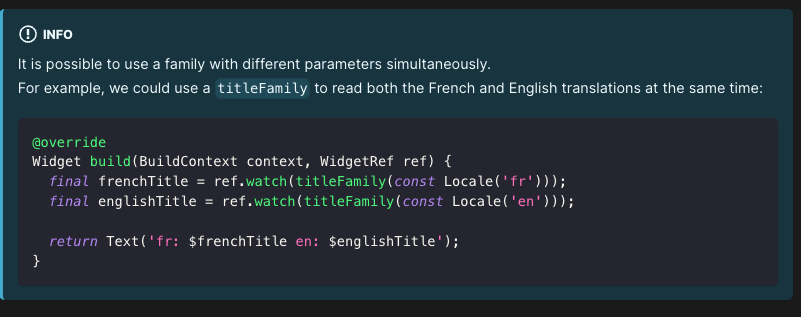 INFO
It is possible to use a family with different parameters simultaneously.
For example, we could use a titleFamily to read both the French and English translations at the same time:
@override
Widget build(BuildContext context, WidgetRef ref) {
  final frenchTitle = ref.watch(titleFamily(const Locale('fr')));
  final englishTitle = ref.watch(titleFamily(const Locale('en')));

  return Text('fr: $frenchTitle en: $englishTitle');
}